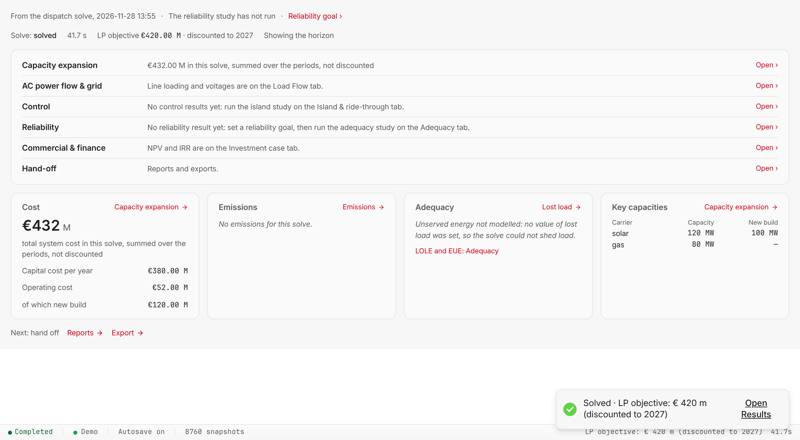 From the dispatch solve, 2026-11-28 13:55 · The reliability study has not run · Reliability goal ›
Solve: solved 41.7 s LP objective €420.00 M · discounted to 2027 Showing the horizon
Capacity expansion €432.00 M in this solve, summed over the periods, not discounted Open ›
AC power flow & grid Line loading and voltages are on the Load Flow tab. Open ›
Control No control results yet: run the island study on the Island & ride-through tab. Open ›
Reliability No reliability result yet: set a reliability goal, then run the adequacy study on the Adequacy tab. Open ›
Commercial & finance NPV and IRR are on the Investment case tab. Open ›
Hand-off Reports and exports. Open ›
Cost Capacity expansion →
€432 M
total system cost in this solve, summed over the
periods, not discounted
Capital cost per year €380.00 M
Operating cost €52.00 M
of which new build €120.00 M
Emissions Emissions →
No emissions for this solve.
Adequacy Lost load →
Unserved energy not modelled: no value of lost
load was set, so the solve could not shed load.
LOLE and EUE: Adequacy
Key capacities Capacity expansion →
Carrier Capacity New build
solar 120 MW 100 MW
gas 80 MW –
Next: hand off Reports → Export →
Solved · LP objective: € 420 m
(discounted to 2027)
Open
Results
Completed Demo Autosave on 8760 snapshots LP objective: € 420 m (discounted to 2027) 41.7s